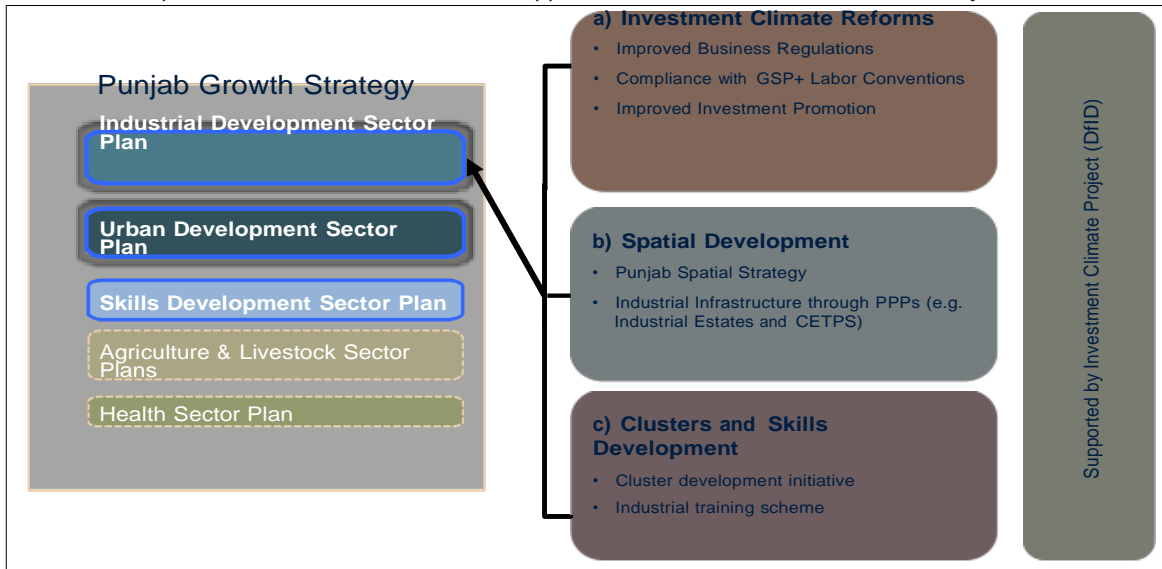 Punjab Growth Strategy
Industrial Development Sector
Plan
Urban Development Sector
Plan
Skills Development Sector Plan
Agriculture & Livestock Sector
Plans
Health Sector Plan
a) Investment Climate Reforms
• Improved Business Regulations
• Compliance with GSP+ Labor Conventions
• Improved Investment Promotion
b) Spatial Development
• Punjab Spatial Strategy
• Industrial Infrastructure through PPPs (e.g.
Industrial Estates and CETPS)
c) Clusters and Skills
Development
• Cluster development initiative
• Industrial training scheme
Supported by Investment Climate Project (DfID)